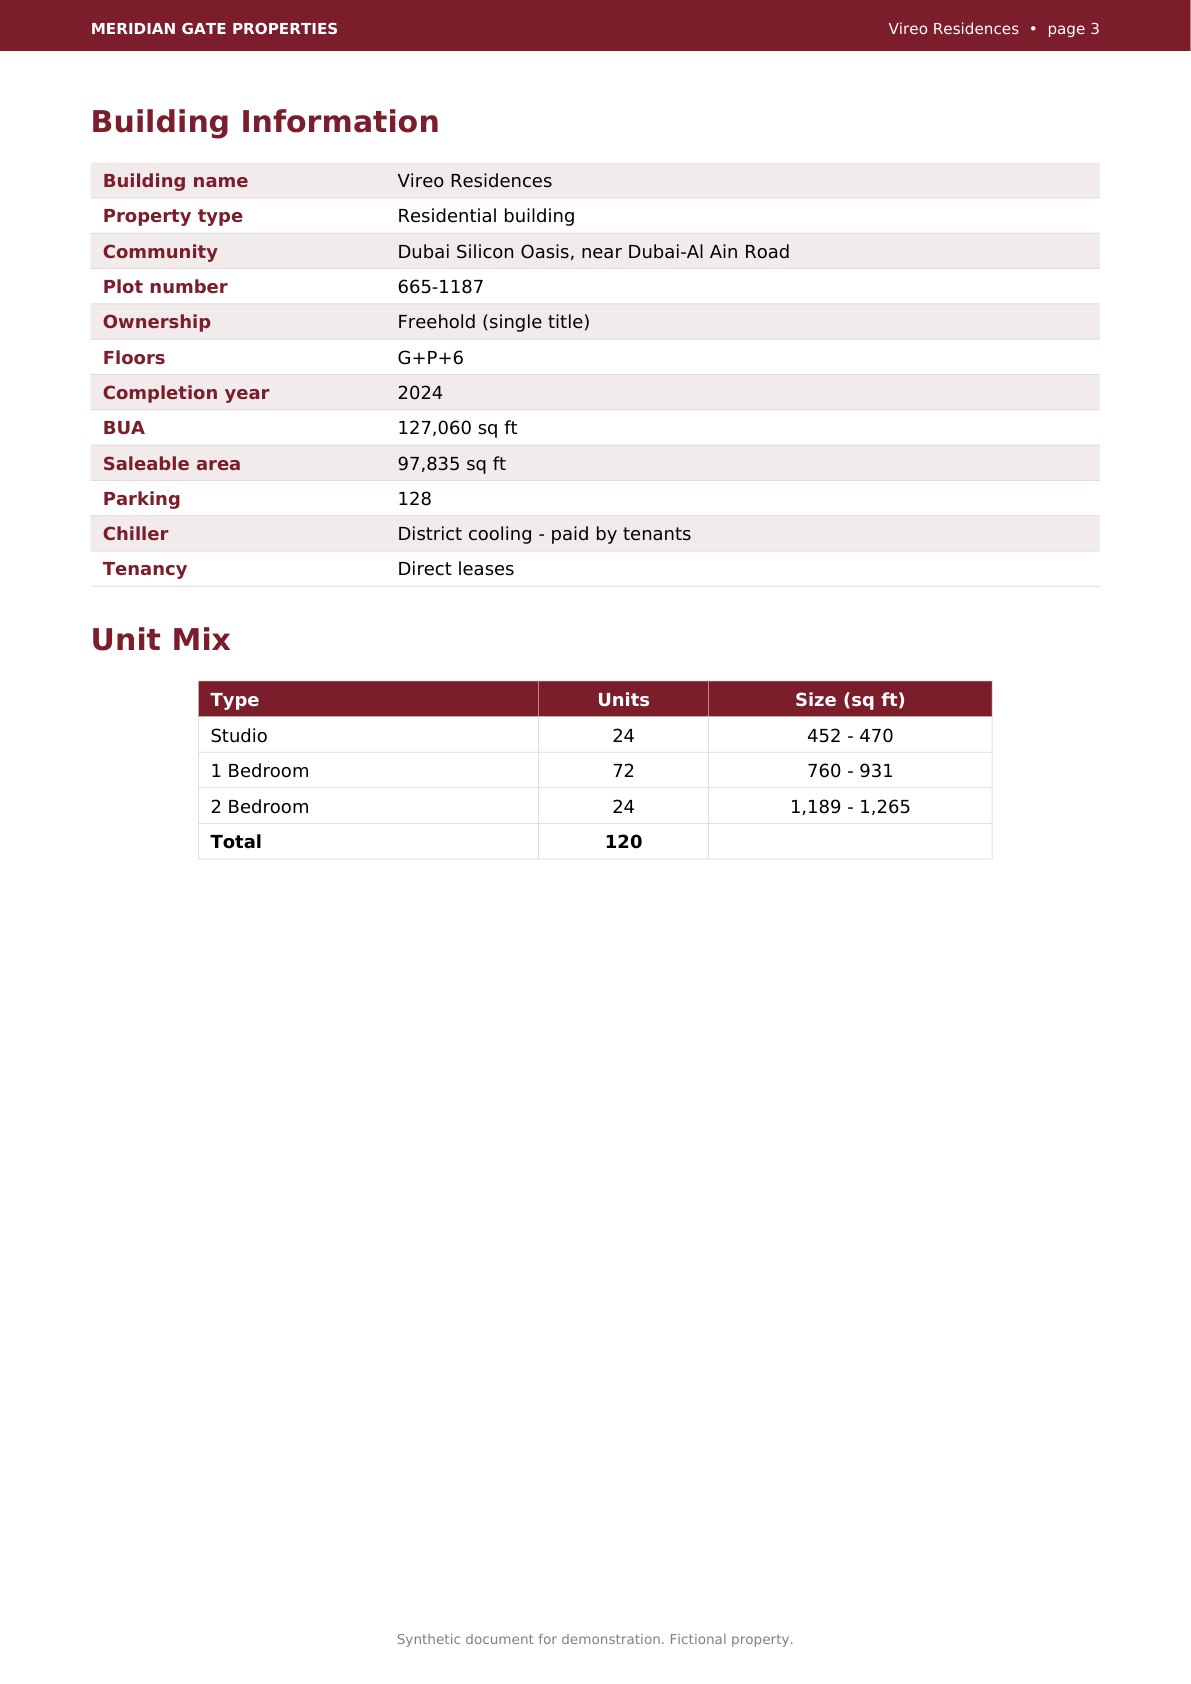 MERIDIAN GATE PROPERTIES
Vireo Residences • page 3
Building Information
Building name Vireo Residences
Property type Residential building
Community Dubai Silicon Oasis, near Dubai-Al Ain Road
Plot number 665-1187
Ownership Freehold (single title)
Floors G+P+6
Completion year 2024
BUA 127,060 sq ft
Saleable area 97,835 sq ft
Parking 128
Chiller District cooling - paid by tenants
Tenancy Direct leases
Unit Mix
Type Units Size (sq ft)
Studio 24 452 - 470
1 Bedroom 72 760 - 931
2 Bedroom 24 1,189 - 1,265
Total 120
Synthetic document for demonstration. Fictional property.